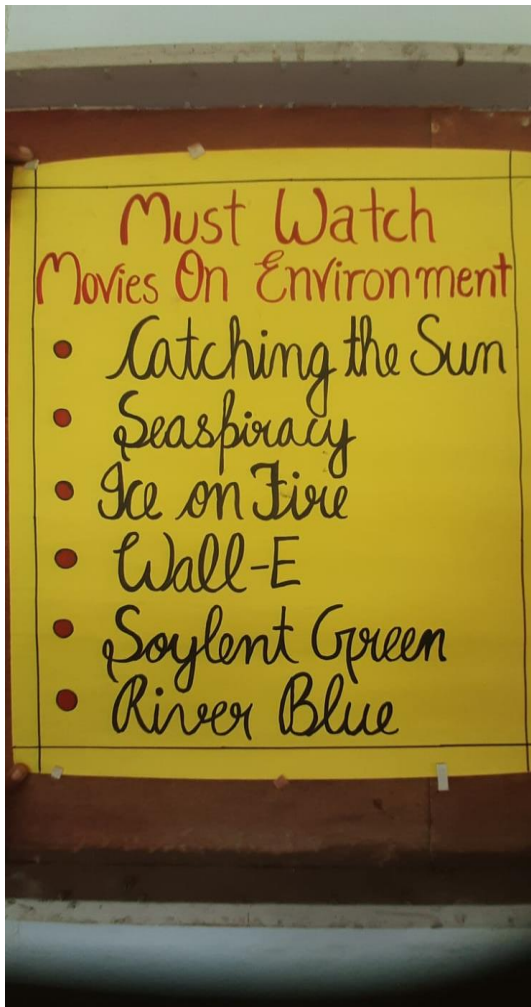 Must Watch
Movies On Environment
• Catching the Sun
• Seaspiracy
• Ice on Fire
• Wall-E
• Soylent Green
• River Blue